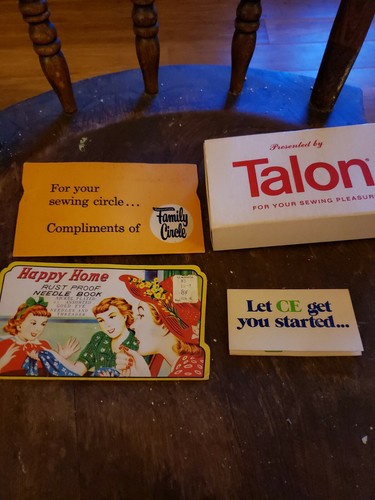 Presented by
Talon®
FOR YOUR SEWING PLEASUR
For your
sewing circle...
Compliments of
Family
Circle
Happy Home
RUST PROOF
NEEDLE BOOK
Let CE get
you started...